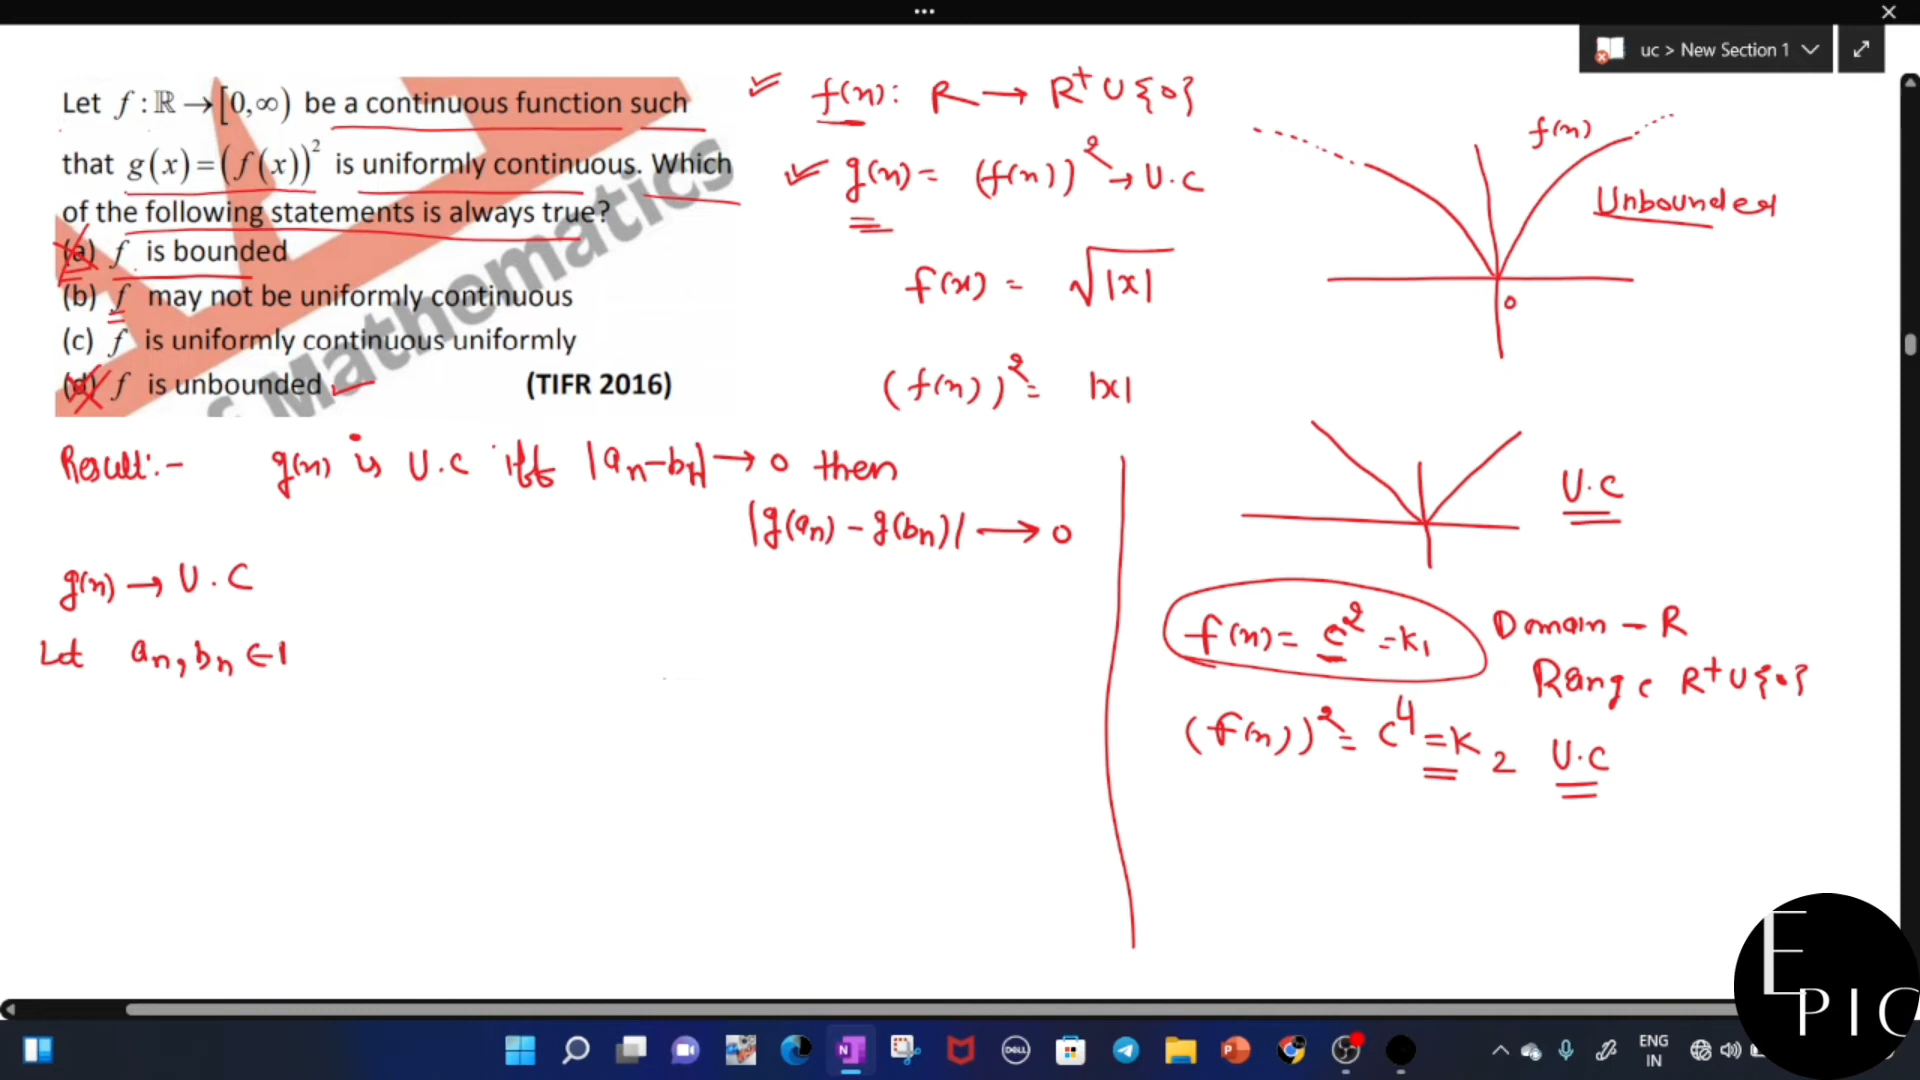 uc > New Section 1
Let f : ℝ → [0,∞) be a continuous function such
that g(x) = (f(x))² is uniformly continuous. Which
of the following statements is always true?
(a) f is bounded
(b) f may not be uniformly continuous
(c) f is uniformly continuous uniformly
(d) f is unbounded (TIFR 2016)
Mathematics
f(x): R → R⁺ ∪ {0}
g(x) = (f(x))² → U.C
f(x) = √|x|
(f(x))² = |x|
f(x)
Unbounded
0
U.C
Result:- g(x) is U.C iff |aₙ-bₙ| → 0 then
|g(aₙ) - g(bₙ)| → 0
g(x) → U.C
Let aₙ, bₙ ∈
f(x) = c² = k₁
Domain - R
Range R⁺ ∪ {0}
(f(x))² = c⁴ = k₂ U.C
EPIC
DELL
ENG
IN